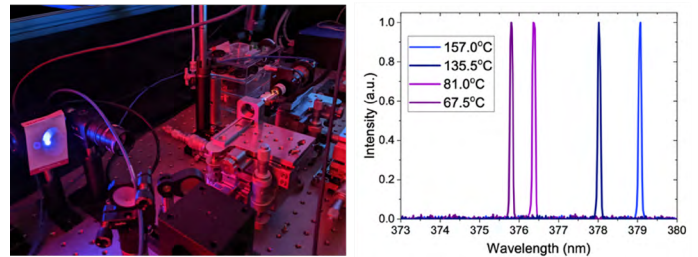 Intensity (a.u.)
1.0
0.8
0.6
0.4
0.2
0.0
157.0°C
135.5°C
81.0°C
67.5°C
373 374 375 376 377 378 379 380
Wavelength (nm)